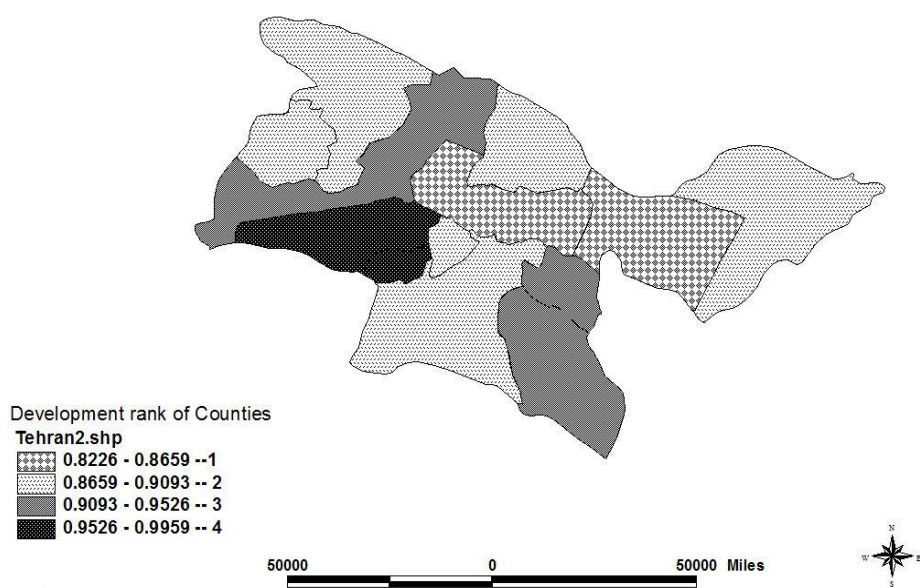 Development rank of Counties
Tehran2.shp
0.8226 - 0.8659 --1
0.8659 - 0.9093 -- 2
0.9093 - 0.9526 -- 3
0.9526 - 0.9959 -- 4
50000 0 50000 Miles
N
W E
S